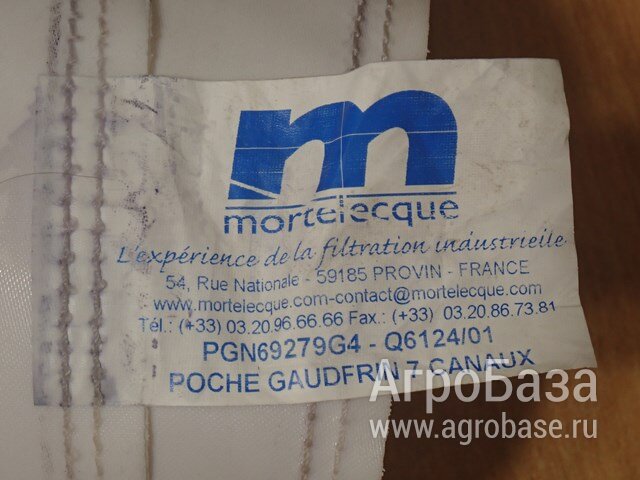 m
mortelecque
L'expérience de la filtration industrielle
54, Rue Nationale - 59185 PROVIN - FRANCE
www.mortelecque.com-contact@mortelecque.com
Tél.: (+33) 03.20.96.66.66 Fax.: (+33) 03.20.86.73.81
PGN69279G4 - Q6124/01
POCHE GAUDFRIN 7 CANAUX
АгроБаза
www.agrobase.ru